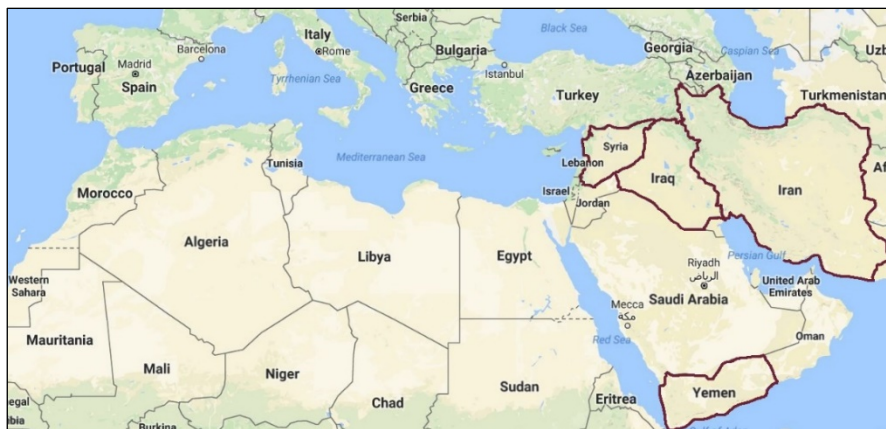 Serbia
Italy
Black Sea
Georgia
Caspian Sea
Uzb
Barcelona
Bulgaria
Rome
Portugal
Madrid
Istanbul
Azerbaijan
Spain
Tyrrhenian Sea
Greece
Turkey
Turkmenistan
Syria
Tunisia
Mediterranean Sea
Lebanon
Af
Iraq
Iran
Morocco
Israel
Jordan
Algeria
Libya
Egypt
Persian Gulf
Riyadh
الرياض
Western
Sahara
United Arab
Emirates
Saudi Arabia
Mecca
مكة
Oman
Red Sea
Mauritania
Mali
Niger
Sudan
Yemen
Chad
Eritrea
egal
bia
Burkina